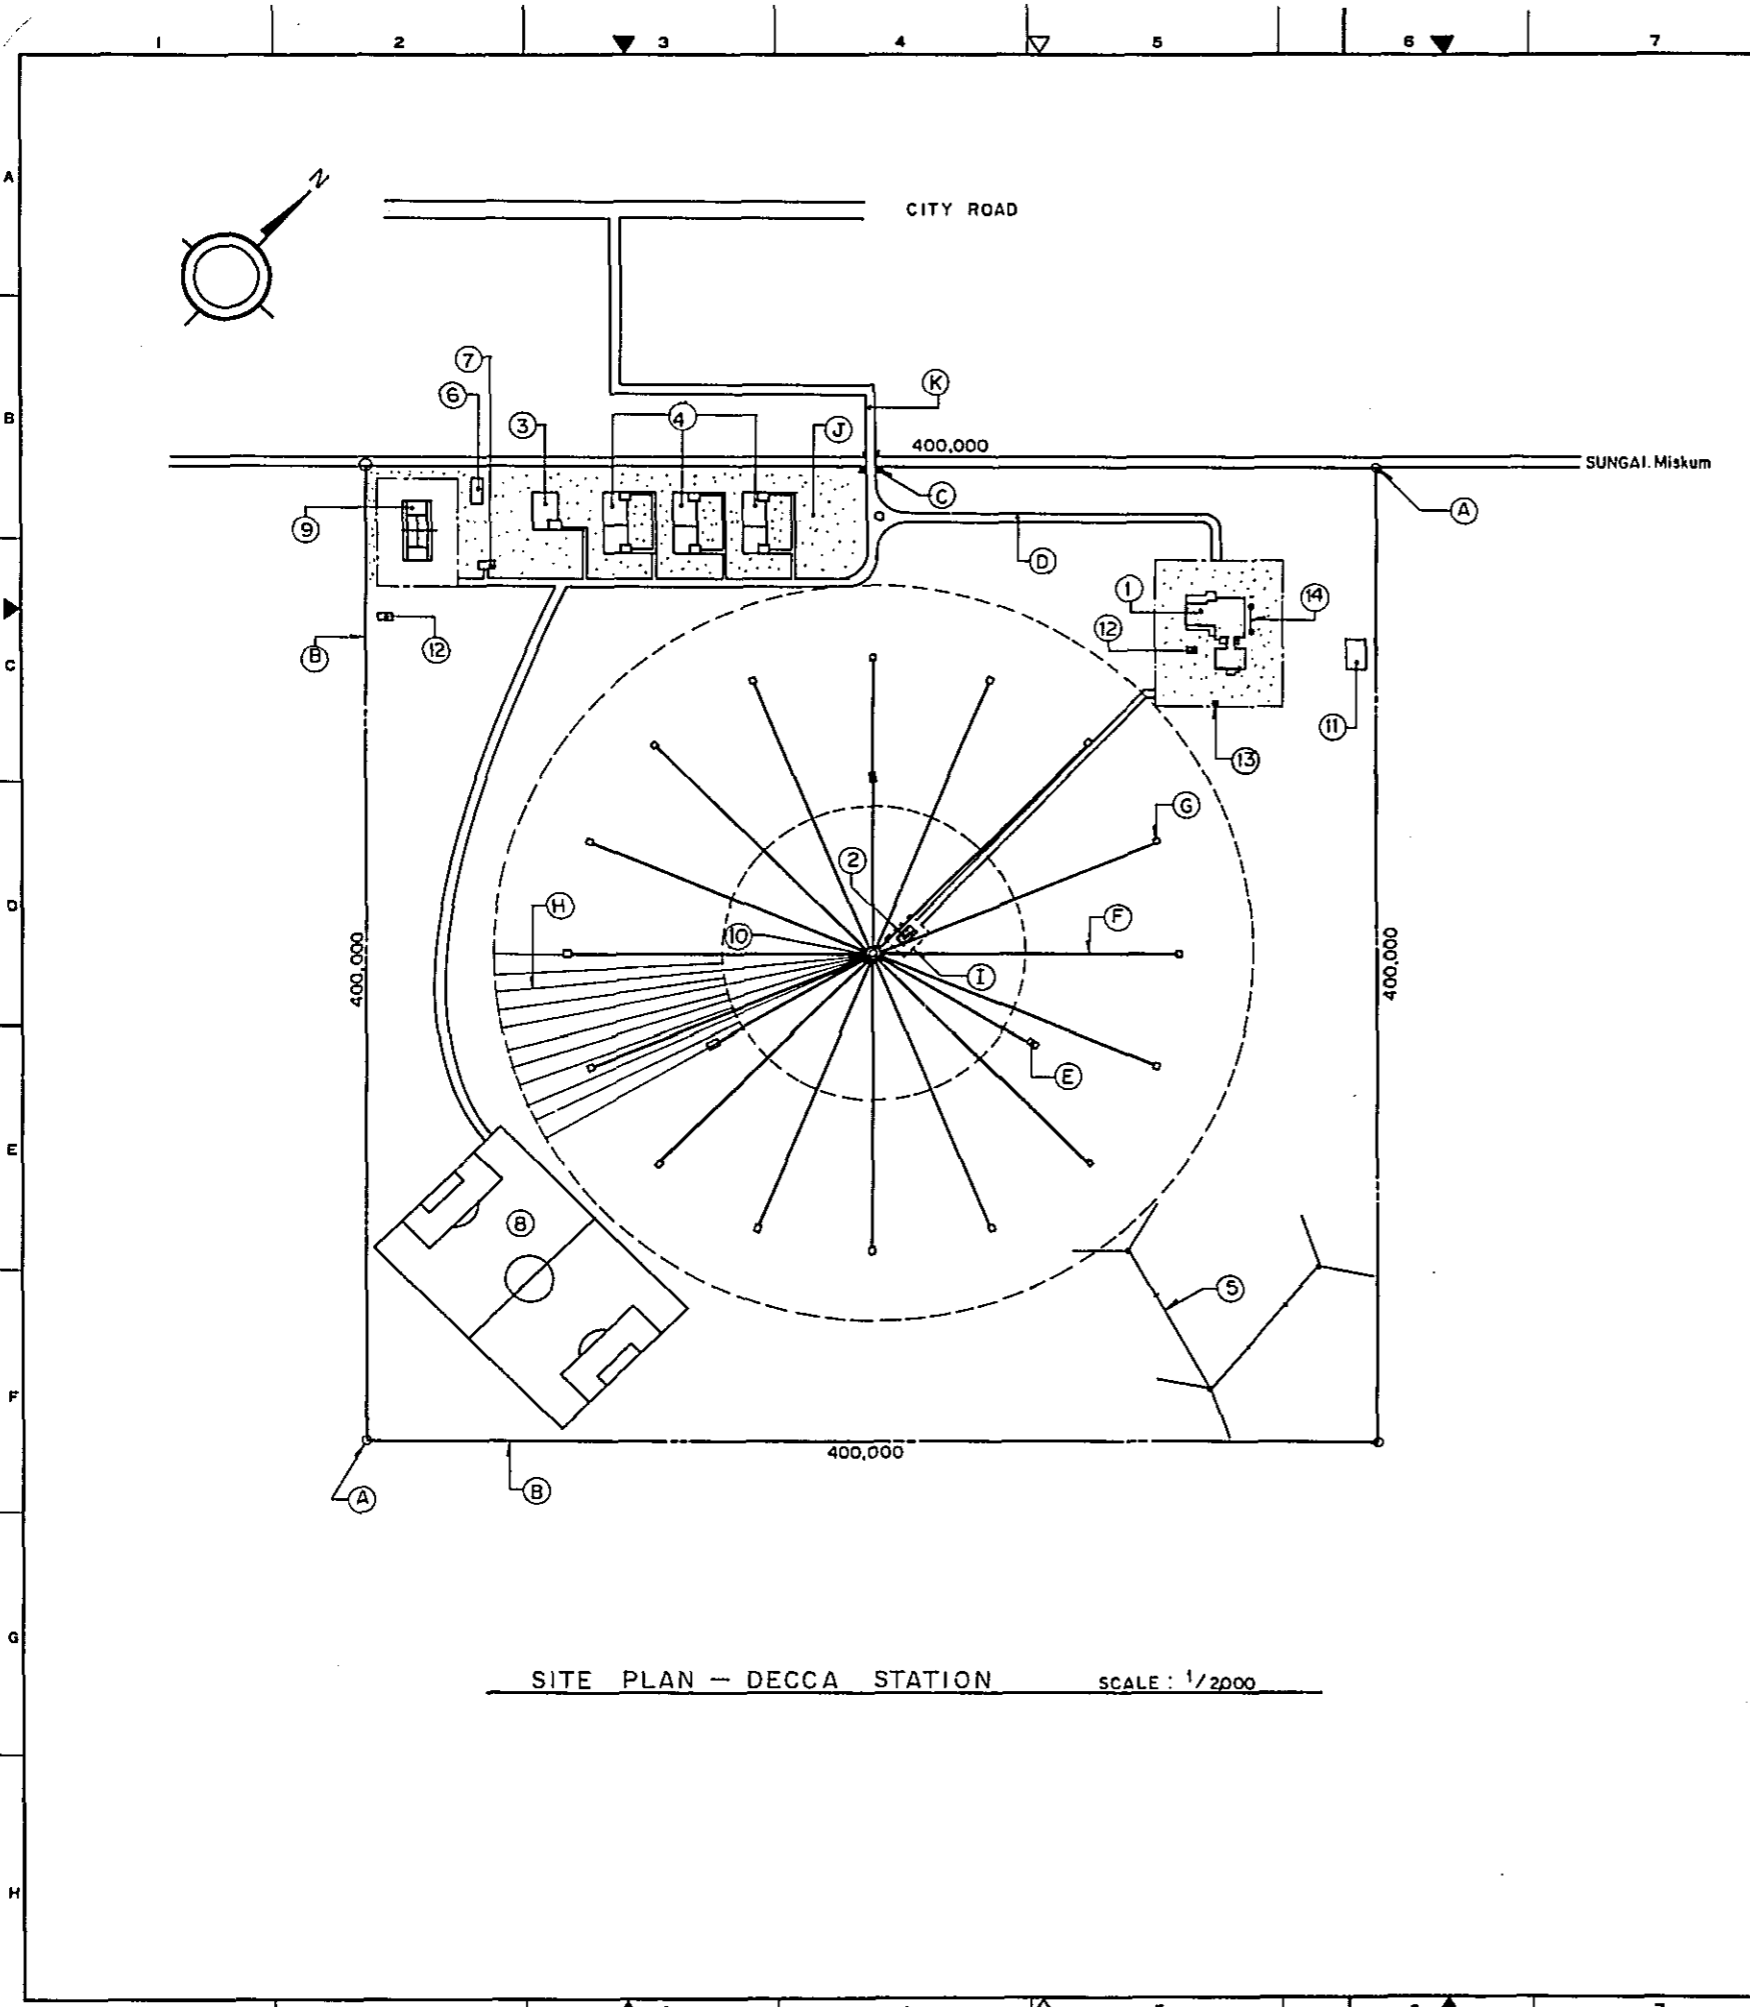 1 2 3 4 5 6 7
A
N
CITY ROAD
7
K
6
B
4
3
J
400,000
SUNGAI. Miskum
C
A
9
D
1
14
12
B
12
C
11
13
G
2
D
H
F
10
I
400,000
400,000
E
E
8
5
F
400,000
B
A
G
SITE PLAN — DECCA STATION SCALE : 1/2000
H